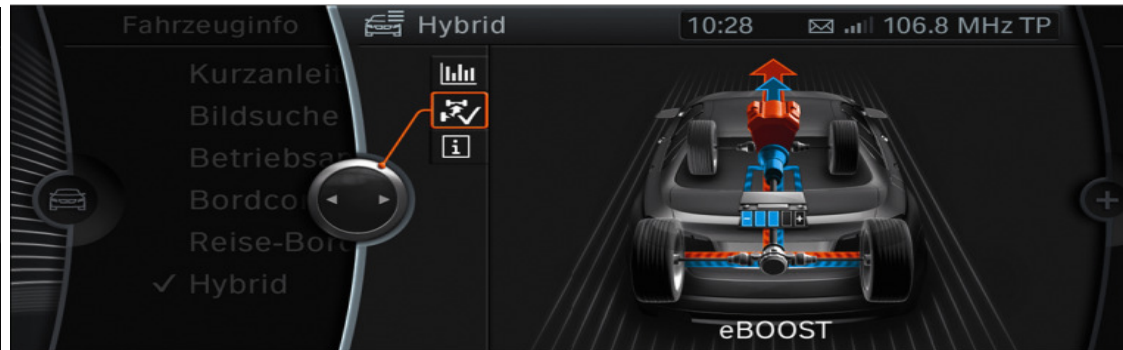 Fahrzeuginfo
Hybrid
10:28
106.8 MHz TP
Kurzanleit
Bildsuche
Betriebsan
Bordco
Reise-Bord
✓ Hybrid
i
- +
eBOOST
+